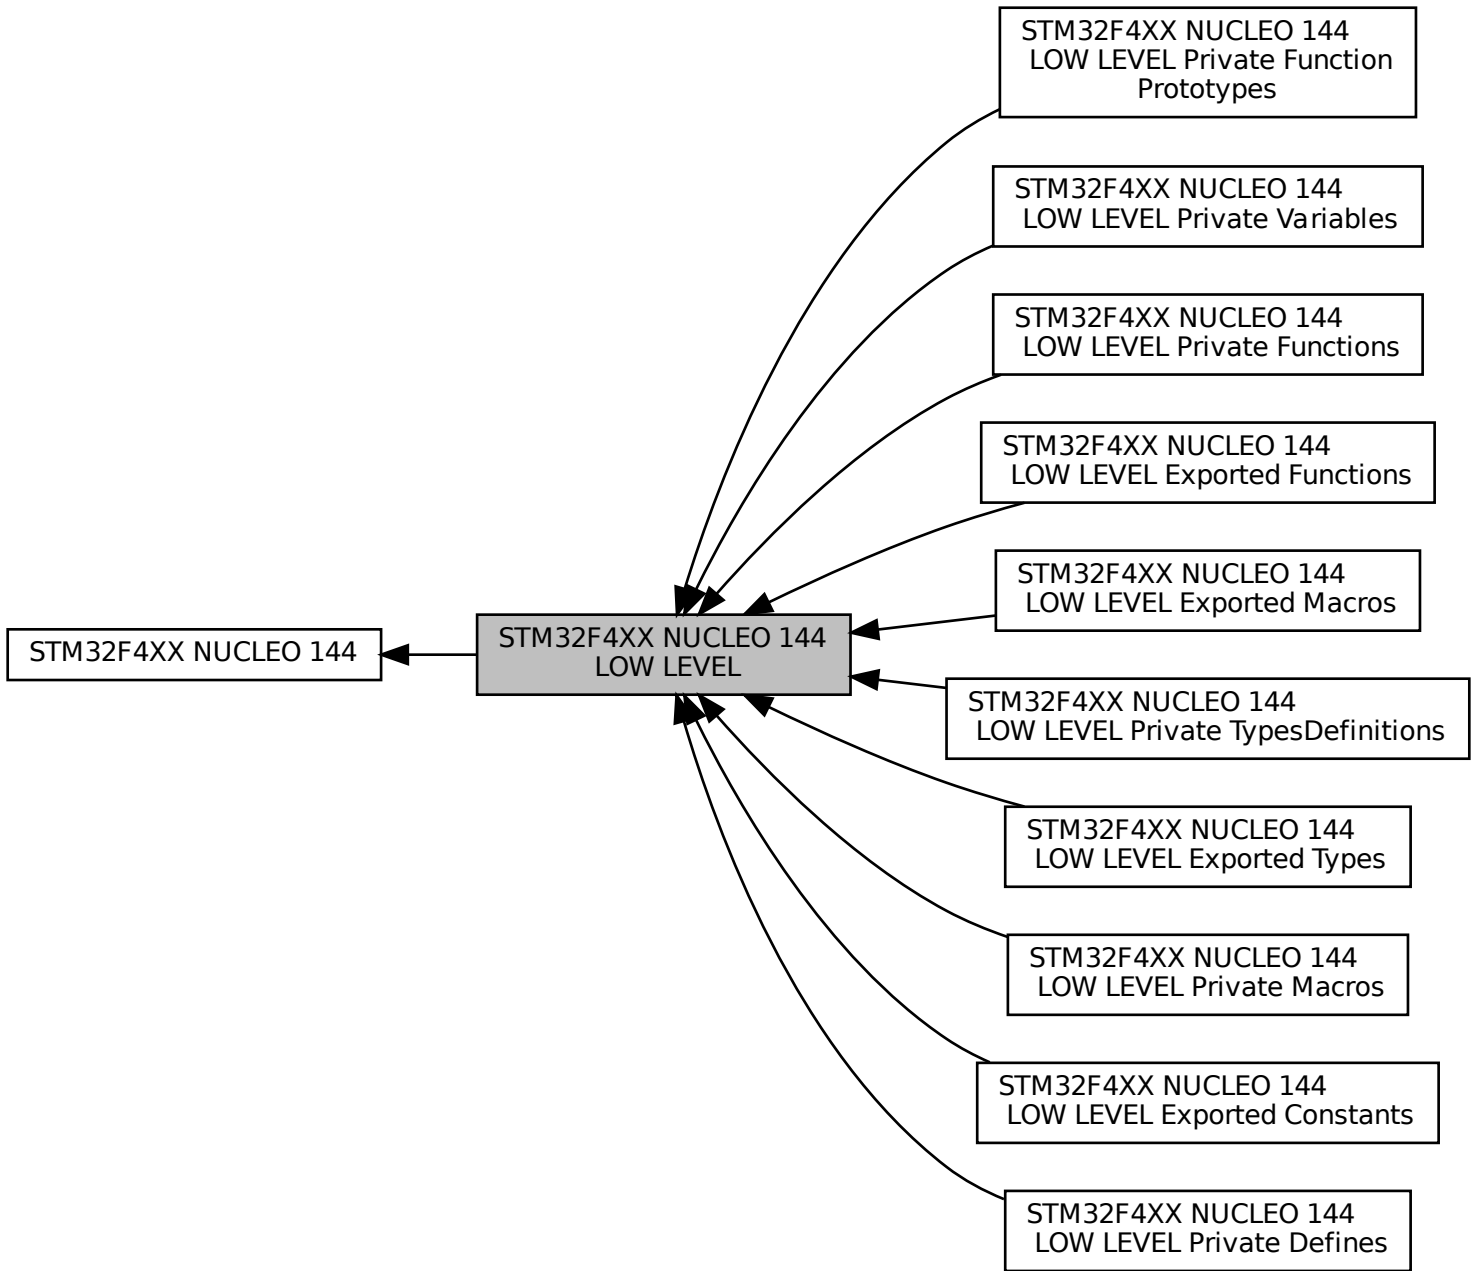 STM32F4XX NUCLEO 144
LOW LEVEL Private Function
Prototypes
STM32F4XX NUCLEO 144
LOW LEVEL Private Variables
STM32F4XX NUCLEO 144
LOW LEVEL Private Functions
STM32F4XX NUCLEO 144
LOW LEVEL Exported Functions
STM32F4XX NUCLEO 144
LOW LEVEL Exported Macros
STM32F4XX NUCLEO 144
STM32F4XX NUCLEO 144
LOW LEVEL
STM32F4XX NUCLEO 144
LOW LEVEL Private TypesDefinitions
STM32F4XX NUCLEO 144
LOW LEVEL Exported Types
STM32F4XX NUCLEO 144
LOW LEVEL Private Macros
STM32F4XX NUCLEO 144
LOW LEVEL Exported Constants
STM32F4XX NUCLEO 144
LOW LEVEL Private Defines